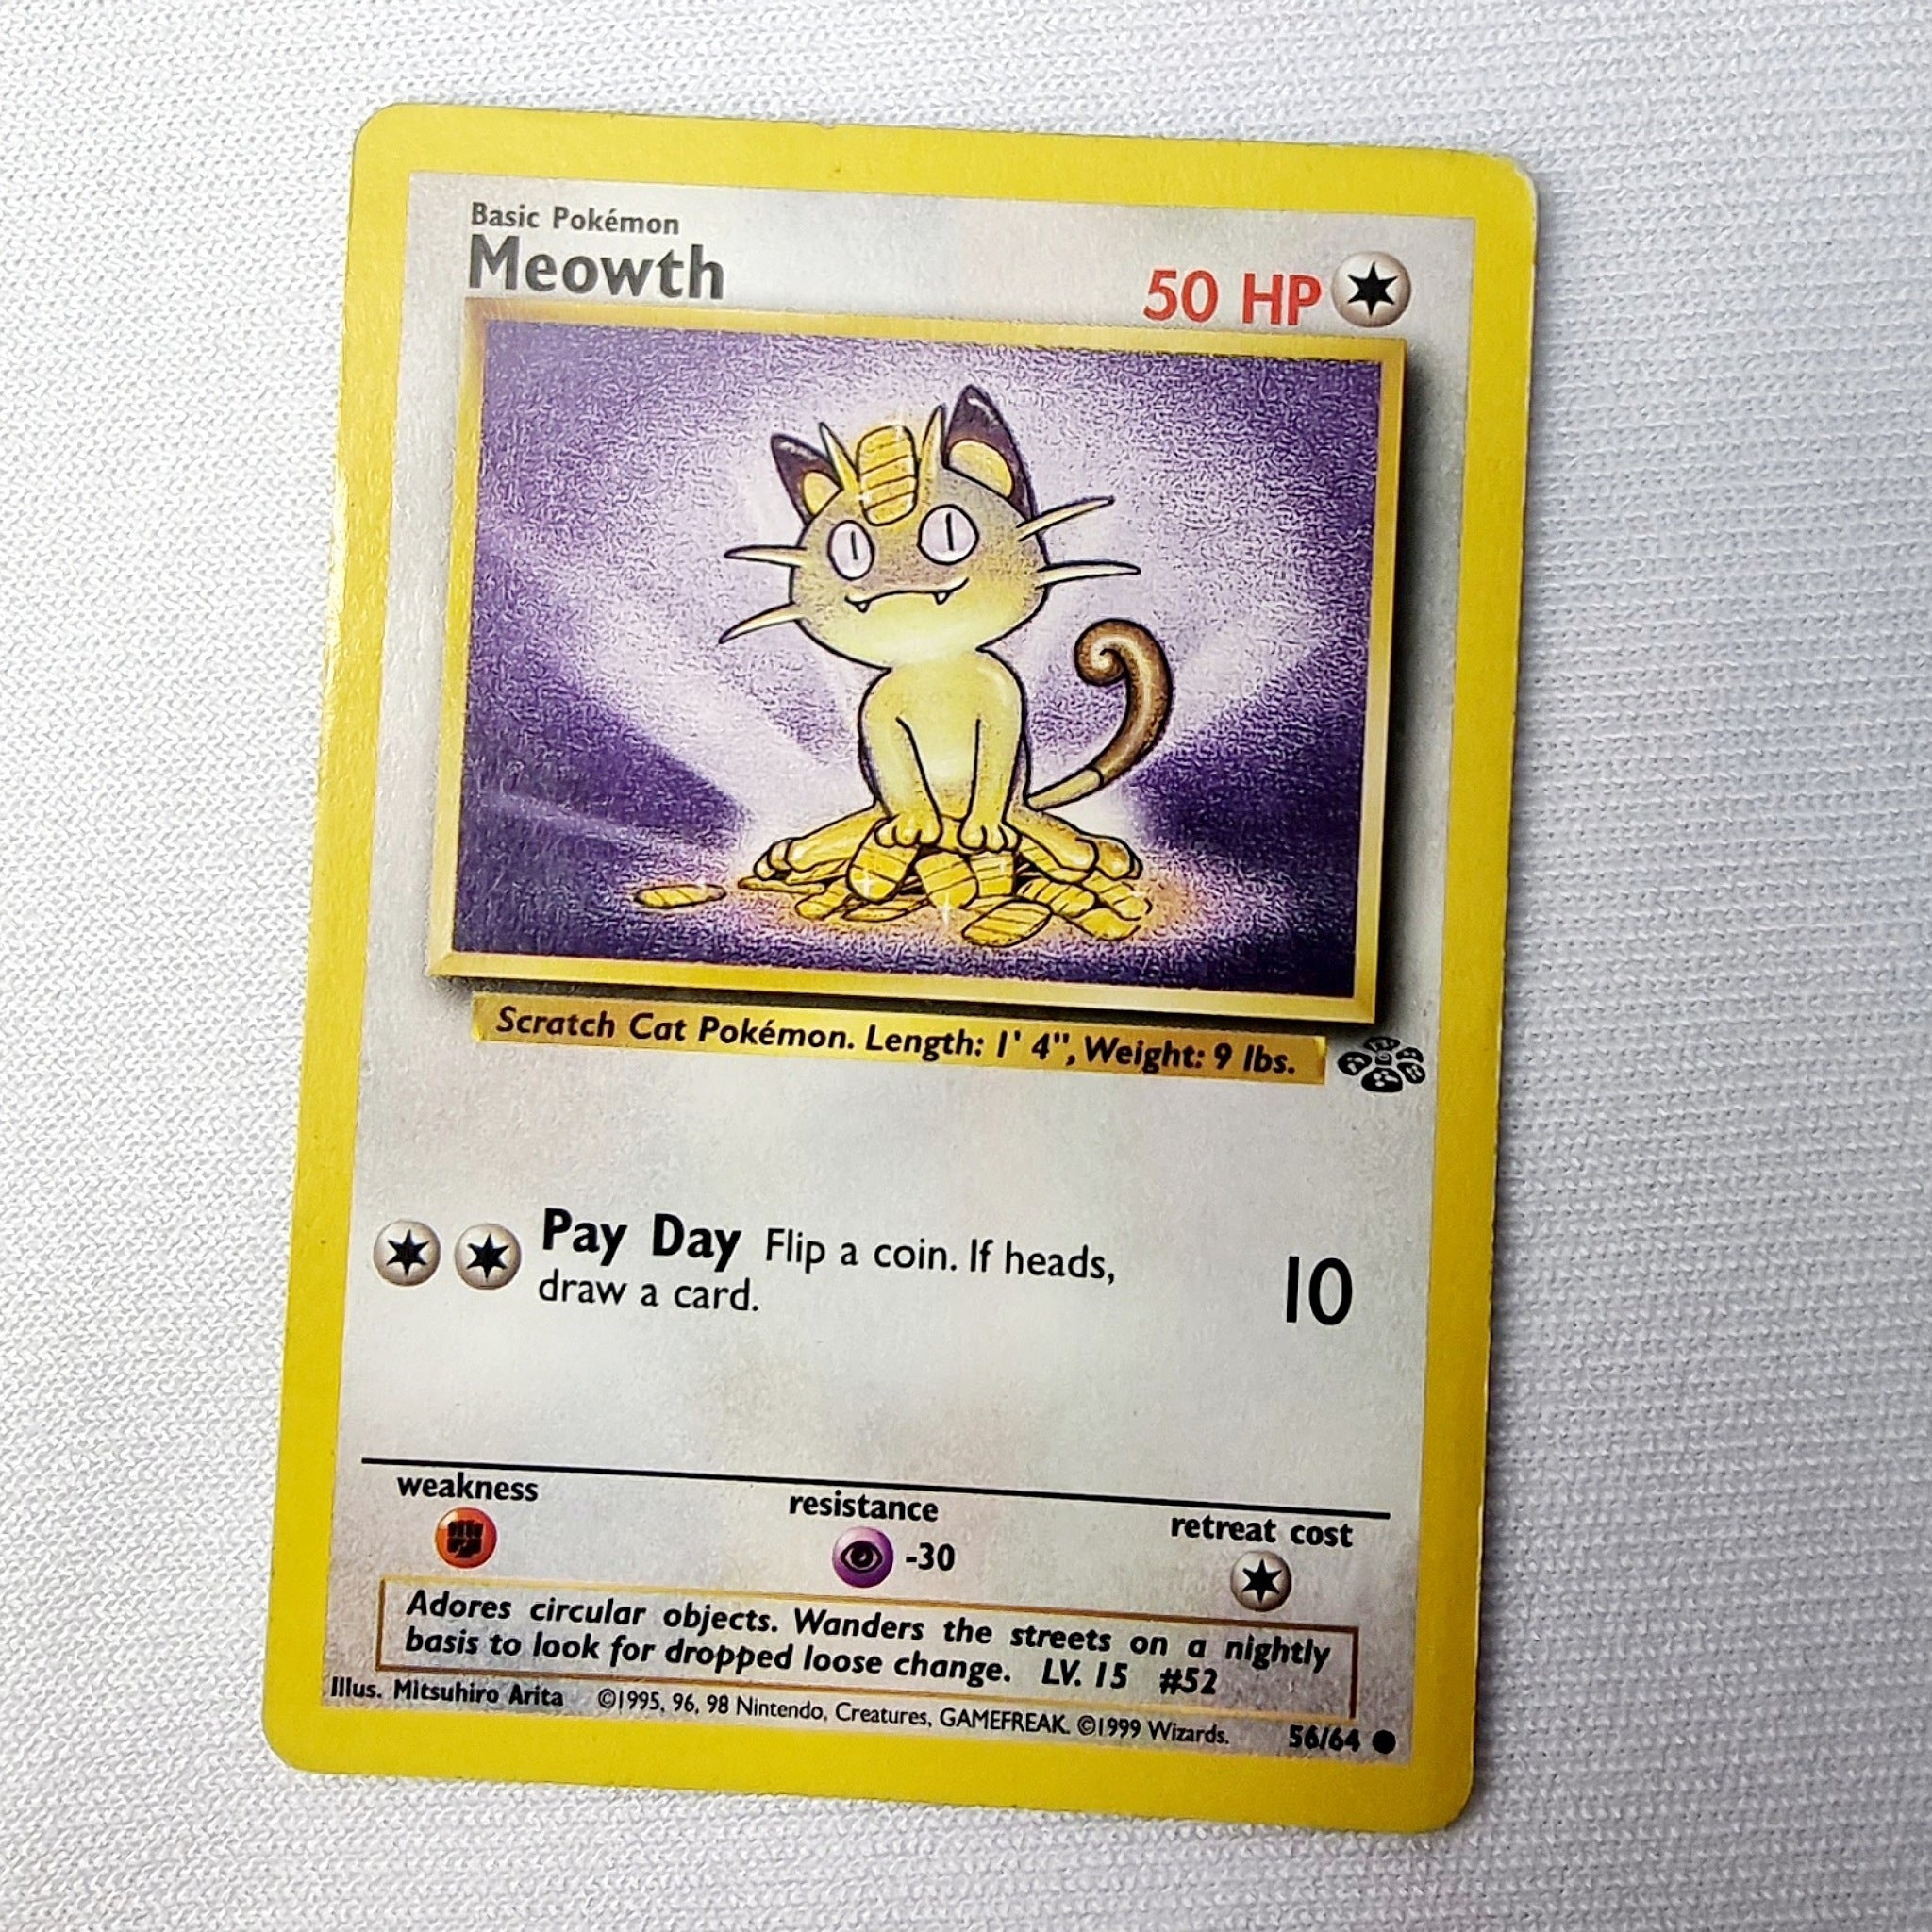 Basic Pokémon
Meowth
50 HP
Scratch Cat Pokémon. Length: 1' 4", Weight: 9 lbs.
Pay Day Flip a coin. If heads,
draw a card.
10
weakness
resistance
retreat cost
-30
Adores circular objects. Wanders the streets on a nightly
basis to look for dropped loose change. LV. 15 #52
Illus. Mitsuhiro Arita ©1995, 96, 98 Nintendo, Creatures, GAMEFREAK. ©1999 Wizards. 56/64